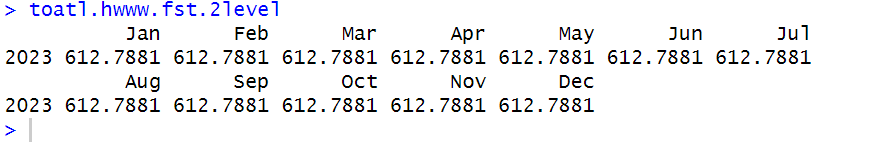 > toatl.hwww.fst.2level
Jan Feb Mar Apr May Jun Jul
2023 612.7881 612.7881 612.7881 612.7881 612.7881 612.7881 612.7881
Aug Sep Oct Nov Dec
2023 612.7881 612.7881 612.7881 612.7881 612.7881
>